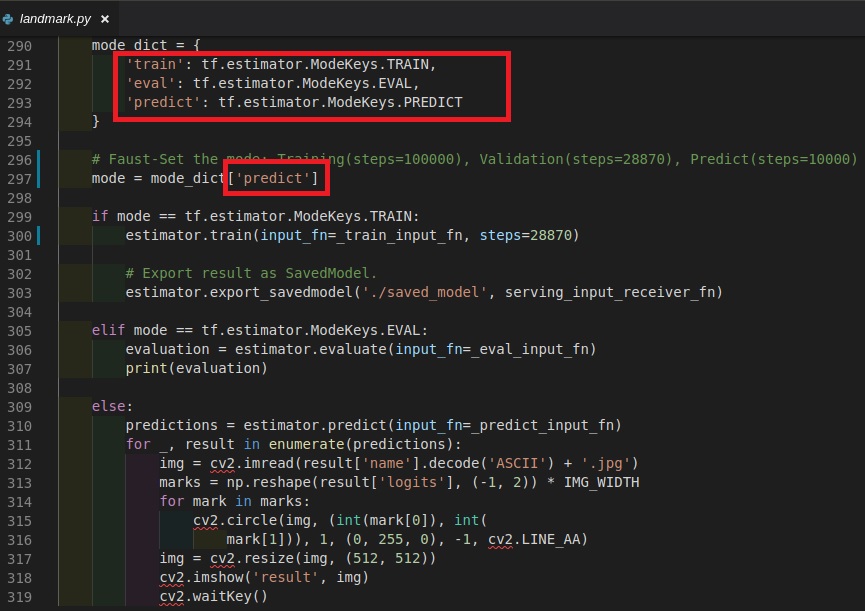 landmark.py ×
290 mode_dict = {
291 'train': tf.estimator.ModeKeys.TRAIN,
292 'eval': tf.estimator.ModeKeys.EVAL,
293 'predict': tf.estimator.ModeKeys.PREDICT
294 }
295
296 # Faust-Set the mode: Training(steps=100000), Validation(steps=28870), Predict(steps=10000)
297 mode = mode_dict['predict']
298
299 if mode == tf.estimator.ModeKeys.TRAIN:
300 estimator.train(input_fn=_train_input_fn, steps=28870)
301
302 # Export result as SavedModel.
303 estimator.export_savedmodel('./saved_model', serving_input_receiver_fn)
304
305 elif mode == tf.estimator.ModeKeys.EVAL:
306 evaluation = estimator.evaluate(input_fn=_eval_input_fn)
307 print(evaluation)
308
309 else:
310 predictions = estimator.predict(input_fn=_predict_input_fn)
311 for _, result in enumerate(predictions):
312 img = cv2.imread(result['name'].decode('ASCII') + '.jpg')
313 marks = np.reshape(result['logits'], (-1, 2)) * IMG_WIDTH
314 for mark in marks:
315 cv2.circle(img, (int(mark[0]), int(
316 mark[1])), 1, (0, 255, 0), -1, cv2.LINE_AA)
317 img = cv2.resize(img, (512, 512))
318 cv2.imshow('result', img)
319 cv2.waitKey()